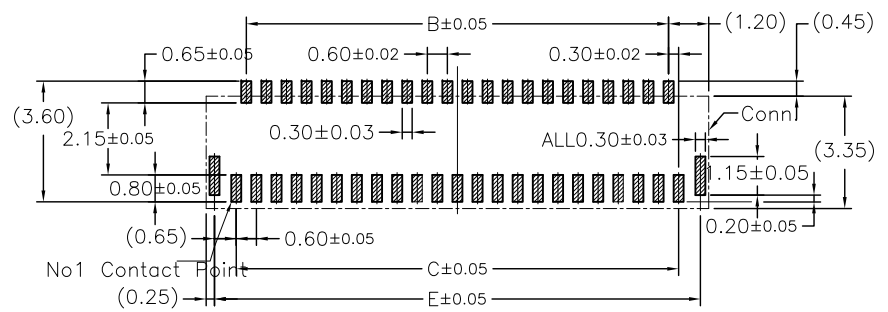 B±0.05
(1.20)
(0.45)
0.65±0.05
0.60±0.02
0.30±0.02
(3.60)
2.15±0.05
0.30±0.03
ALL0.30±0.03
Conn.
(3.35)
0.80±0.05
1.15±0.05
0.20±0.05
(0.65)
0.60±0.05
No1 Contact Point
C±0.05
(0.25)
E±0.05